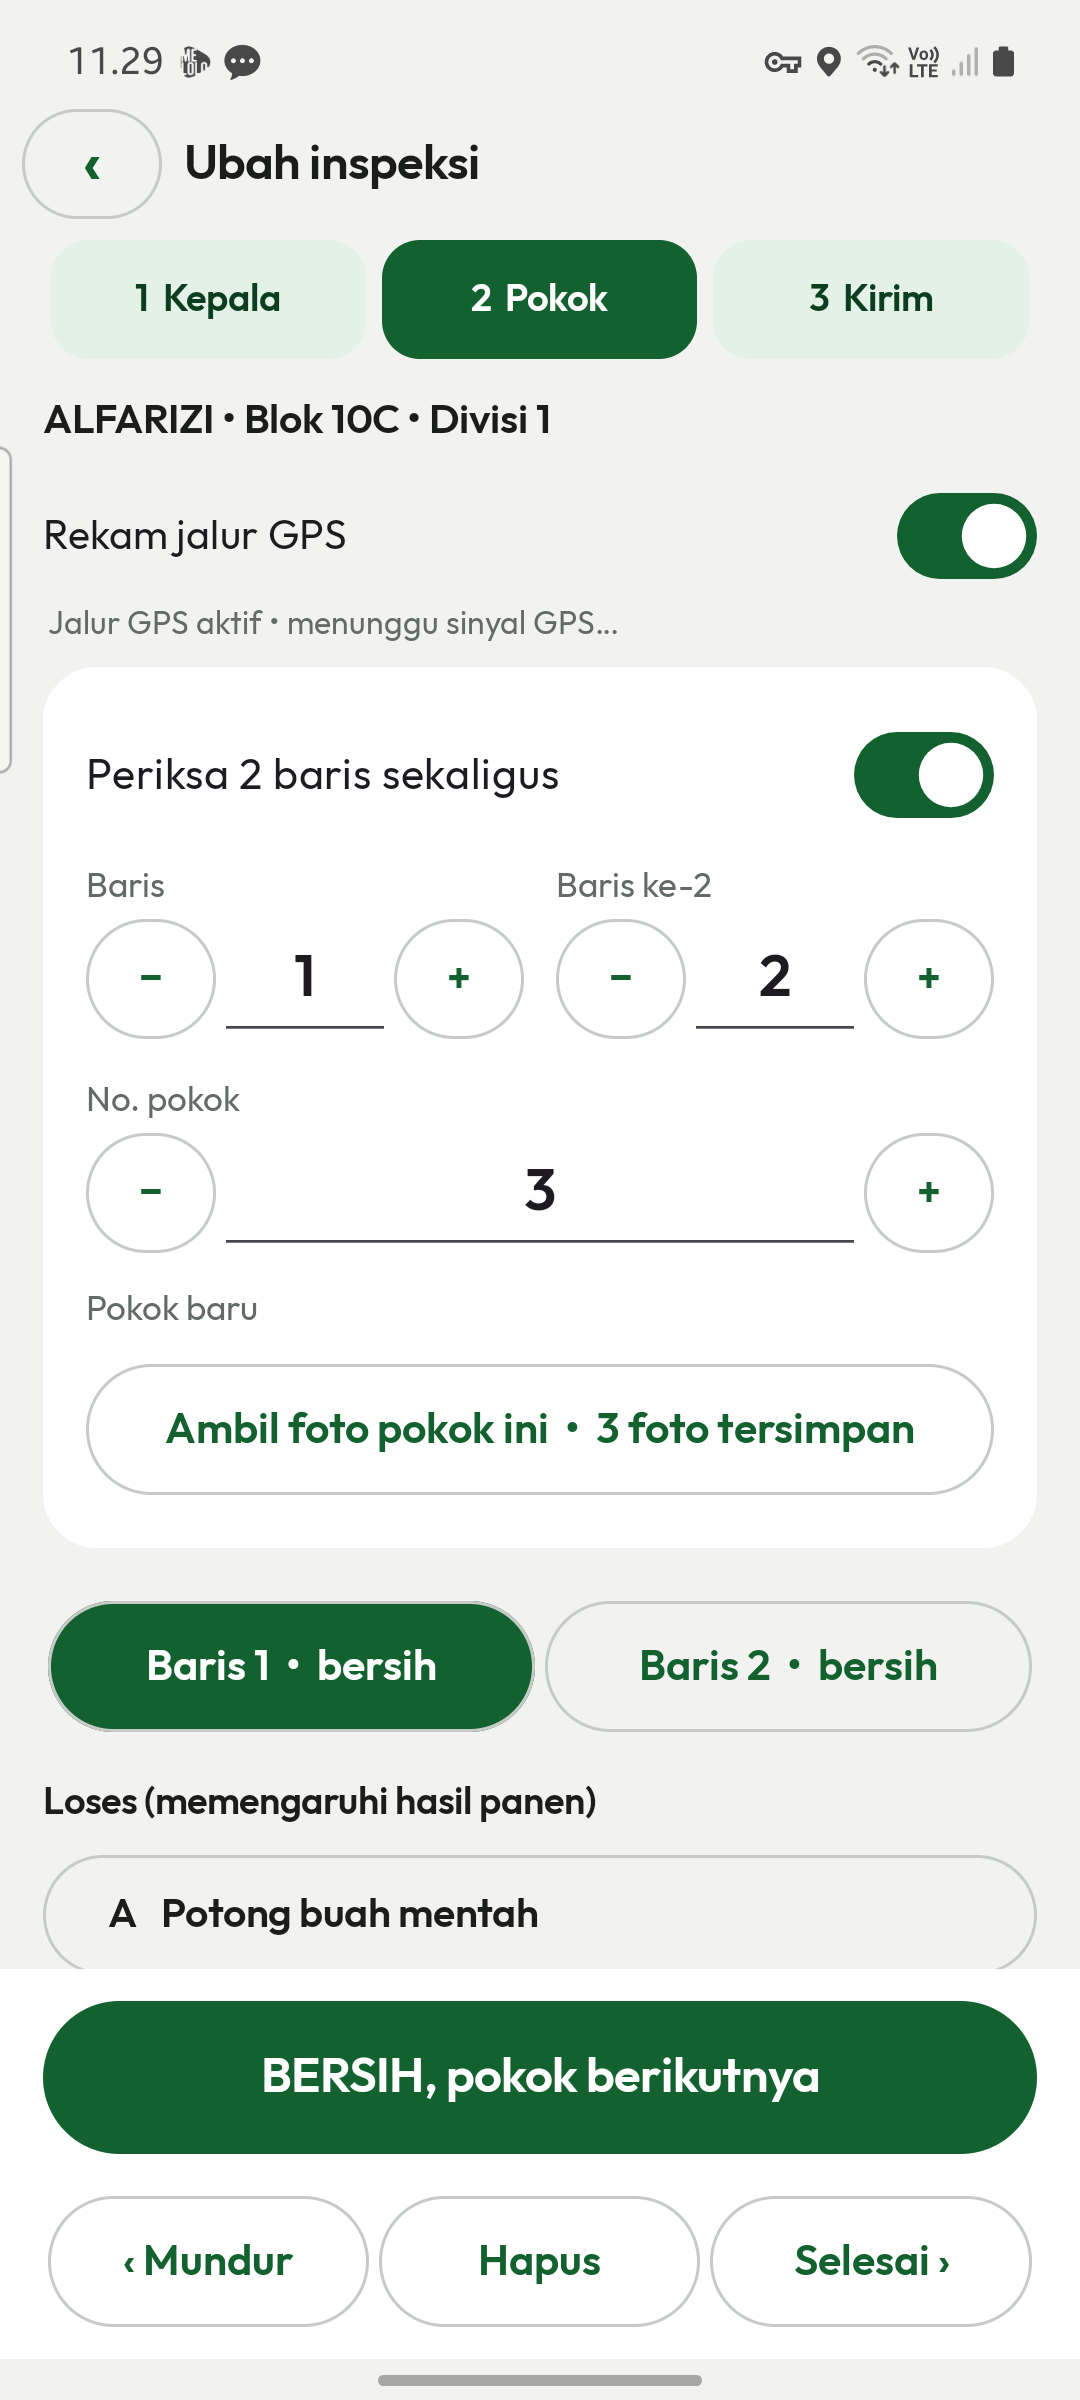 11.29
Vo)) LTE
‹ Ubah inspeksi
1 Kepala 2 Pokok 3 Kirim
ALFARIZI • Blok 10C • Divisi 1
Rekam jalur GPS
Jalur GPS aktif • menunggu sinyal GPS...
Periksa 2 baris sekaligus
Baris Baris ke-2
− 1 + − 2 +
No. pokok
− 3 +
Pokok baru
Ambil foto pokok ini • 3 foto tersimpan
Baris 1 • bersih Baris 2 • bersih
Loses (memengaruhi hasil panen)
A Potong buah mentah
BERSIH, pokok berikutnya
‹ Mundur Hapus Selesai ›